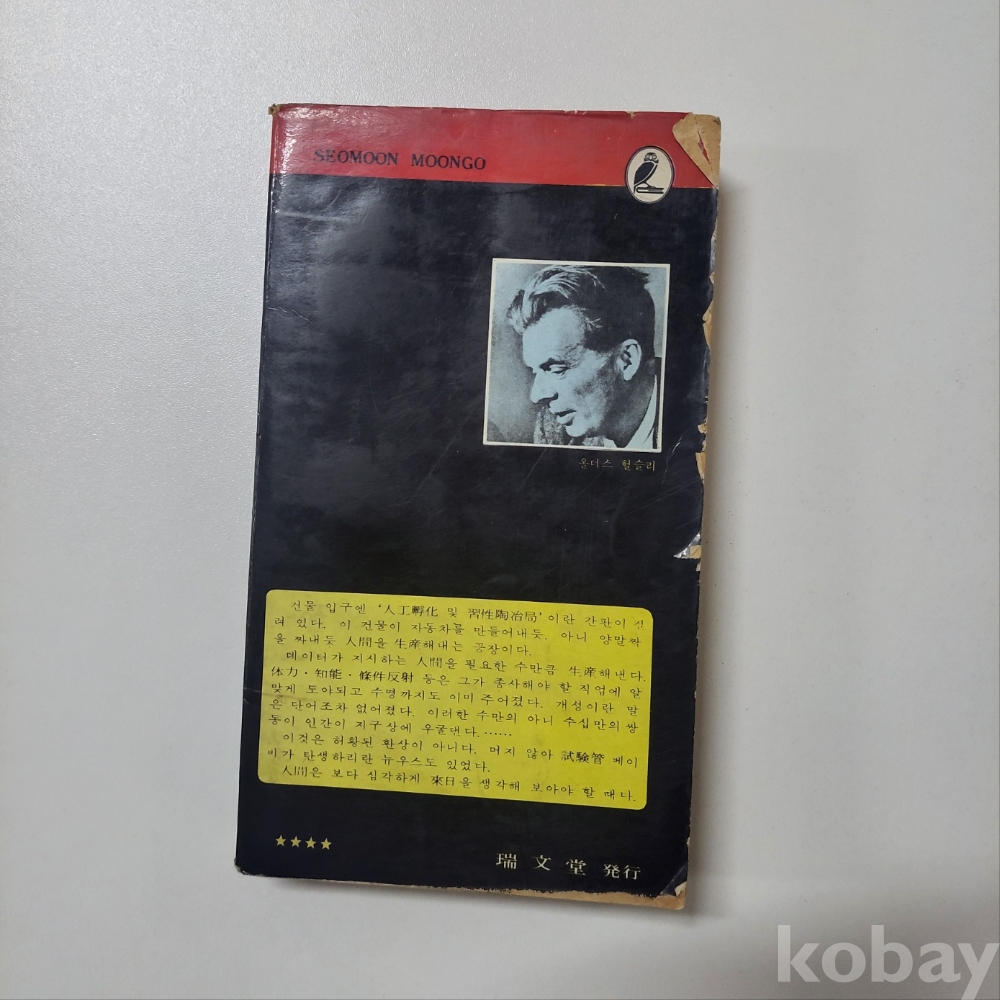 SEOMOON MOONGO
올더스 헉슬리
건물 입구엔 '人工孵化 및 習性陶冶局'이란 간판이 걸
려 있다. 이 건물이 자동차를 만들어내듯, 아니 양말짝
을 짜내듯 人間을 生産해내는 공장이다.
데이터가 지시하는 人間을 필요한 수만큼 生産해낸다.
体力·知能·條件反射 등은 그가 종사해야 할 직업에 알
맞게 도야되고 수명까지도 이미 주어졌다. 개성이란 말
은 단어조차 없어졌다. 이러한 수만의 아니 수십만의 쌍
동이 인간이 지구상에 우굴댄다.……
이것은 허황된 환상이 아니다. 머지 않아 試驗管 베이
비가 탄생하리란 뉴우스도 있었다.
人間은 보다 심각하게 來日을 생각해 보아야 할 때다.
★★★★
瑞文堂 発行
kobay